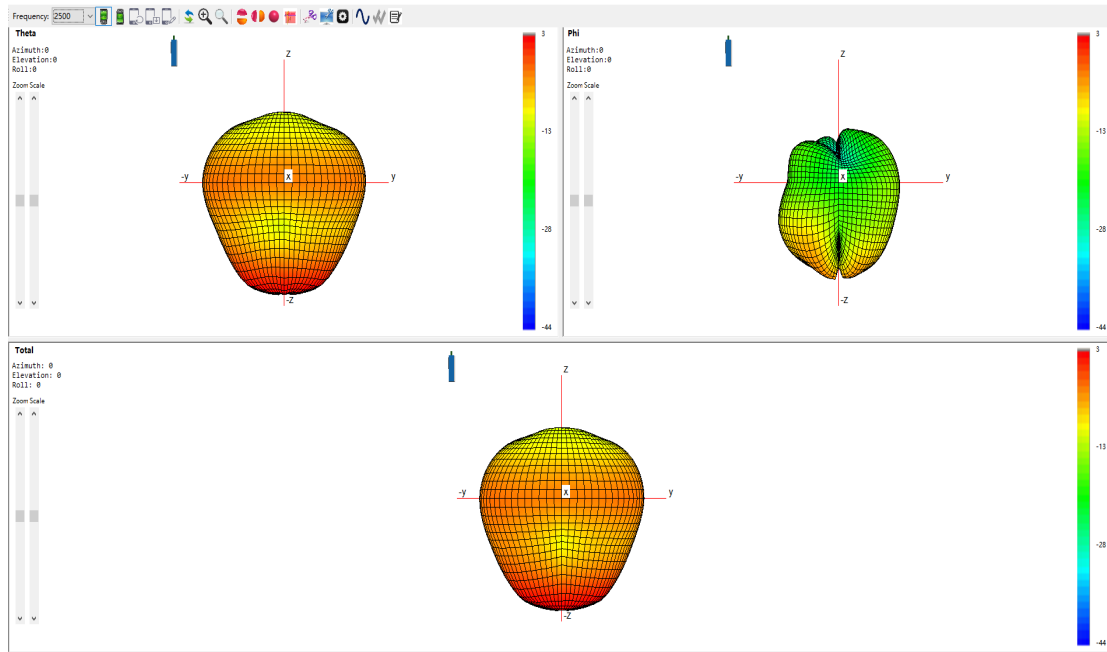 Frequency: 2500
Theta
Azimuth:0
Elevation:0
Roll:0
Zoom Scale
Z
-y
X
y
-Z
3
-13
-28
-44
Phi
Azimuth:0
Elevation:0
Roll:0
Zoom Scale
Z
-y
X
y
-Z
3
-13
-28
-44
Total
Azimuth: 0
Elevation: 0
Roll: 0
Zoom Scale
Z
-y
X
y
-Z
3
-13
-28
-44